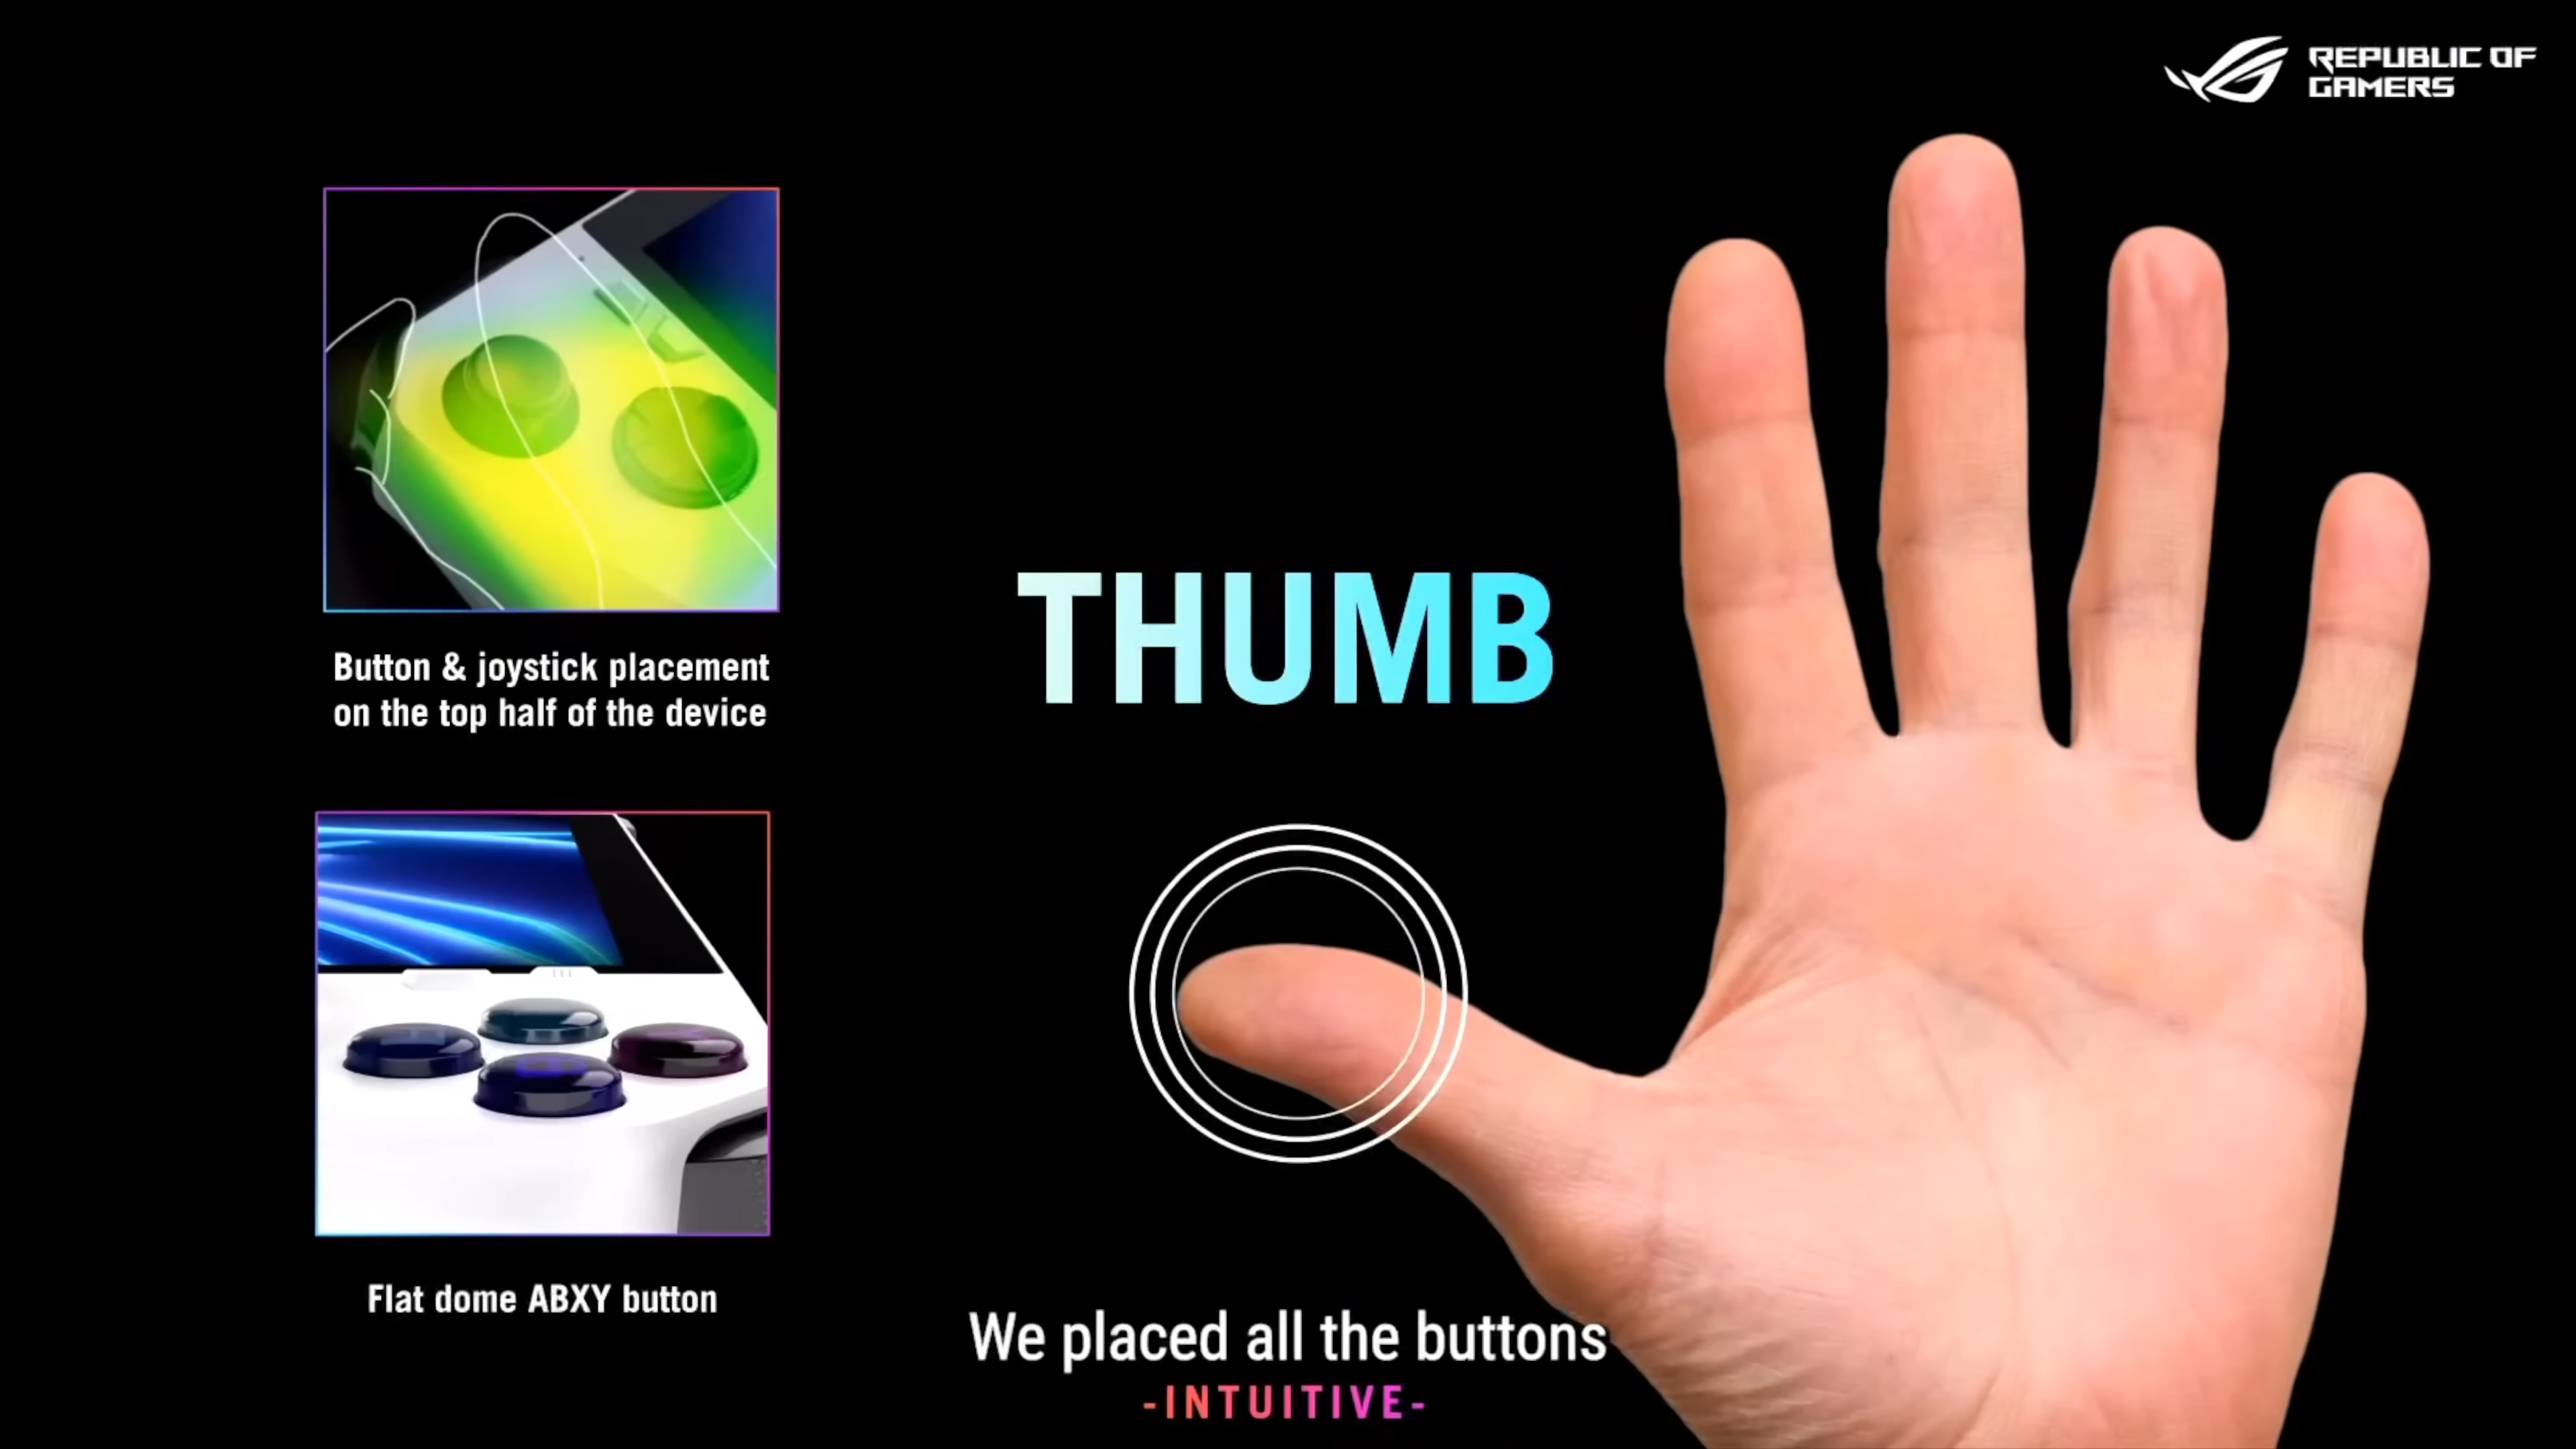 REPUBLIC OF
GAMERS
Button & joystick placement
on the top half of the device
THUMB
Flat dome ABXY button
We placed all the buttons
-INTUITIVE-